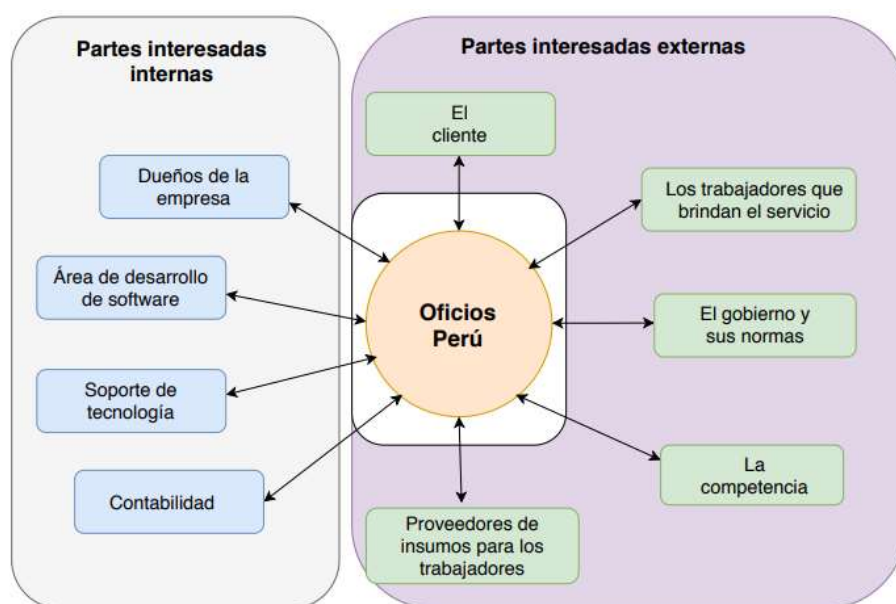 Partes interesadas
internas
Dueños de la
empresa
Área de desarrollo
de software
Soporte de
tecnología
Contabilidad
Partes interesadas externas
El
cliente
Los trabajadores que
brindan el servicio
Oficios
Perú
El gobierno y
sus normas
La
competencia
Proveedores de
insumos para los
trabajadores